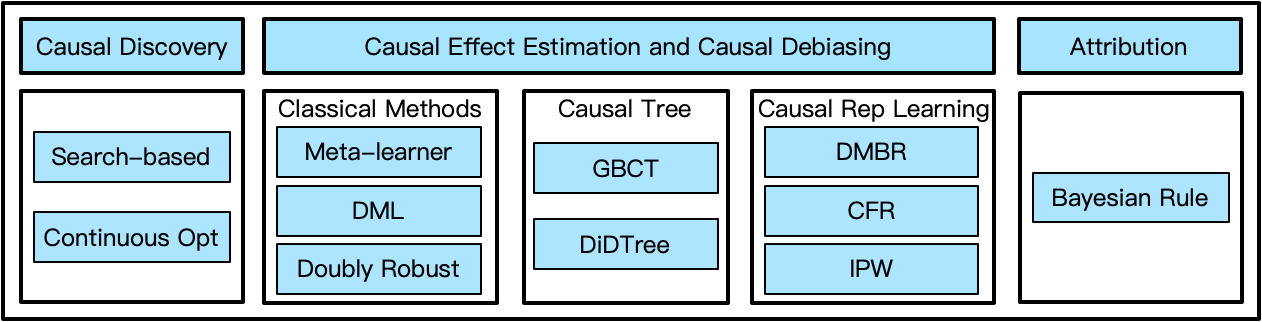 Causal Discovery
Causal Effect Estimation and Causal Debiasing
Attribution
Search-based
Continuous Opt
Classical Methods
Meta-learner
DML
Doubly Robust
Causal Tree
GBCT
DiDTree
Causal Rep Learning
DMBR
CFR
IPW
Bayesian Rule